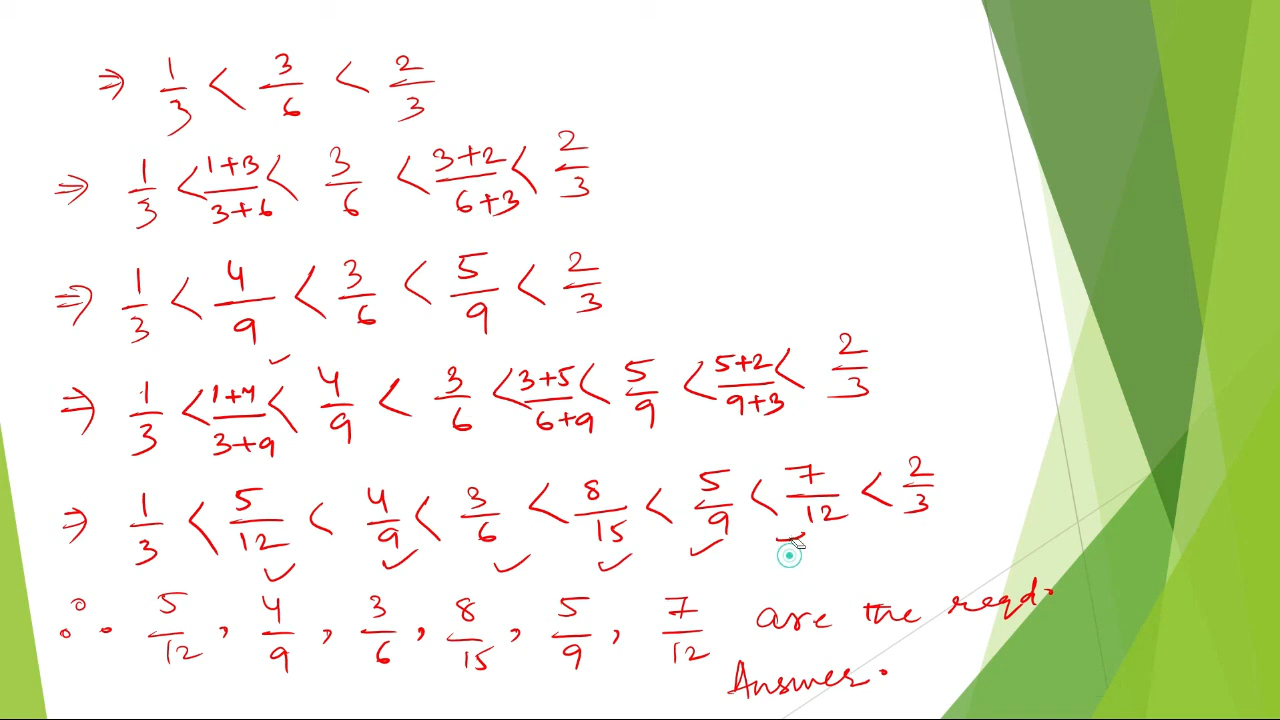 ⇒ 1/3 < 3/6 < 2/3
⇒ 1/3 < (1+3)/(3+6) < 3/6 < (3+2)/(6+3) < 2/3
⇒ 1/3 < 4/9 < 3/6 < 5/9 < 2/3
⇒ 1/3 < (1+4)/(3+9) < 4/9 < 3/6 < (3+5)/(6+9) < 5/9 < (5+2)/(9+3) < 2/3
⇒ 1/3 < 5/12 < 4/9 < 3/6 < 8/15 < 5/9 < 7/12 < 2/3
∴ 5/12, 4/9, 3/6, 8/15, 5/9, 7/12 are the reqd.
Answer.